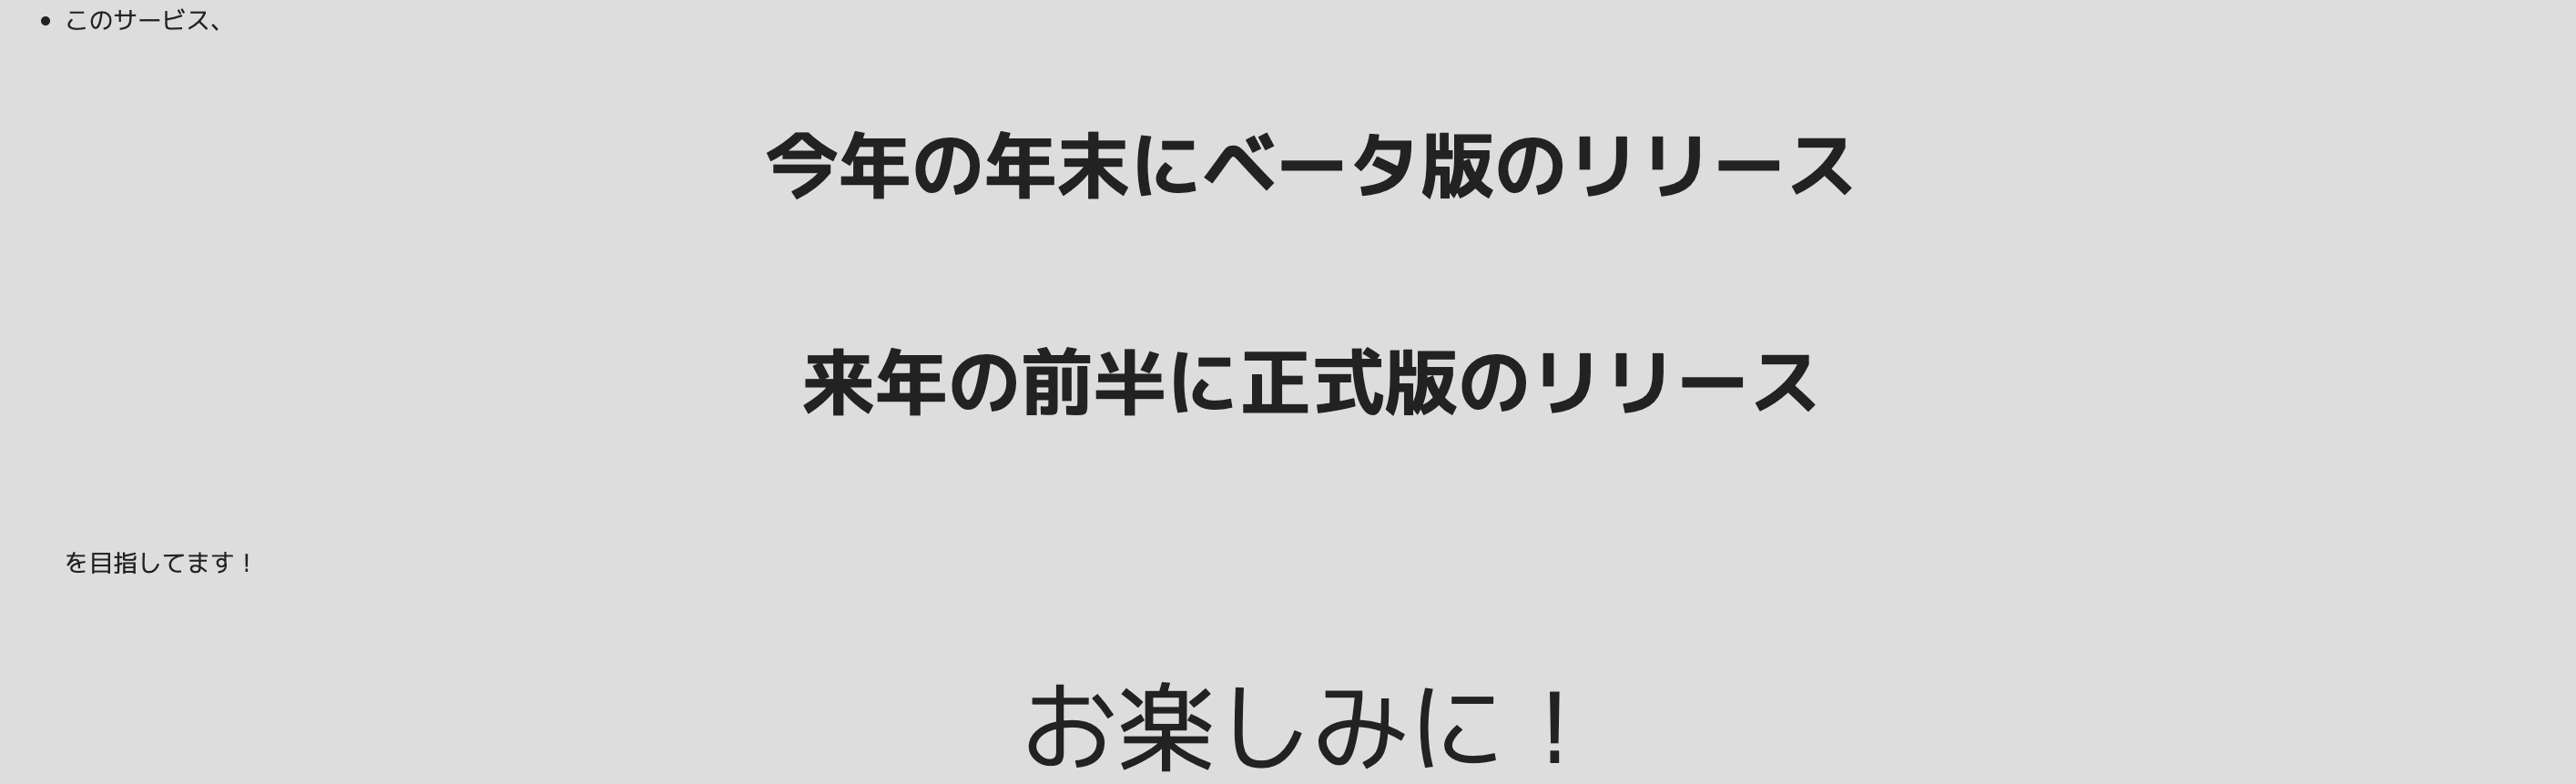 • このサービス、
今年の年末にベータ版のリリース
来年の前半に正式版のリリース
を目指してます！
お楽しみに！